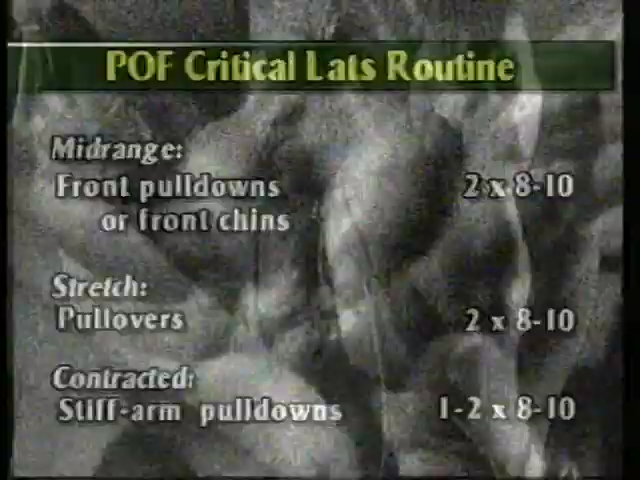 POF Critical Lats Routine
Midrange:
Front pulldowns 2 x 8-10
or front chins
Stretch:
Pullovers 2 x 8-10
Contracted:
Stiff-arm pulldowns 1-2 x 8-10